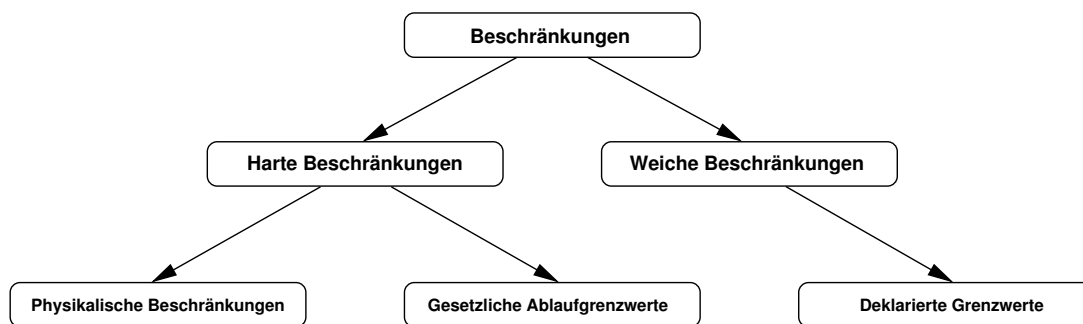 Beschränkungen
Harte Beschränkungen
Weiche Beschränkungen
Physikalische Beschränkungen
Gesetzliche Ablaufgrenzwerte
Deklarierte Grenzwerte